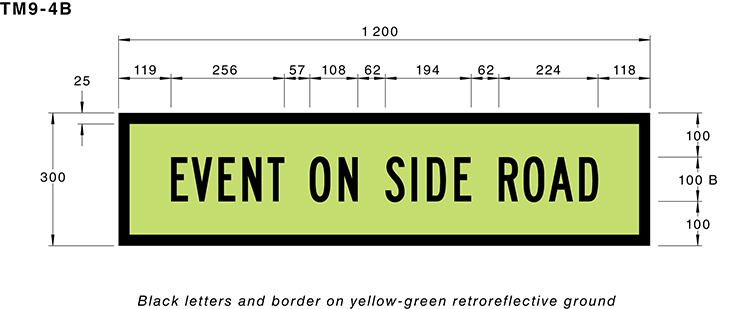 TM9-4B
1 200
119 256 57 108 62 194 62 224 118
25
300
EVENT ON SIDE ROAD
100
100 B
100
Black letters and border on yellow-green retroreflective ground